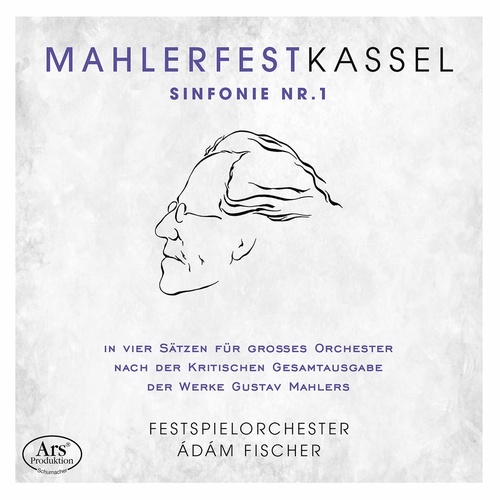 MAHLERFESTKASSEL
SINFONIE NR.1
IN VIER SÄTZEN FÜR GROSSES ORCHESTER
NACH DER KRITISCHEN GESAMTAUSGABE
DER WERKE GUSTAV MAHLERS
FESTSPIELORCHESTER
ÁDÁM FISCHER
Ars®
Produktion
Schumacher